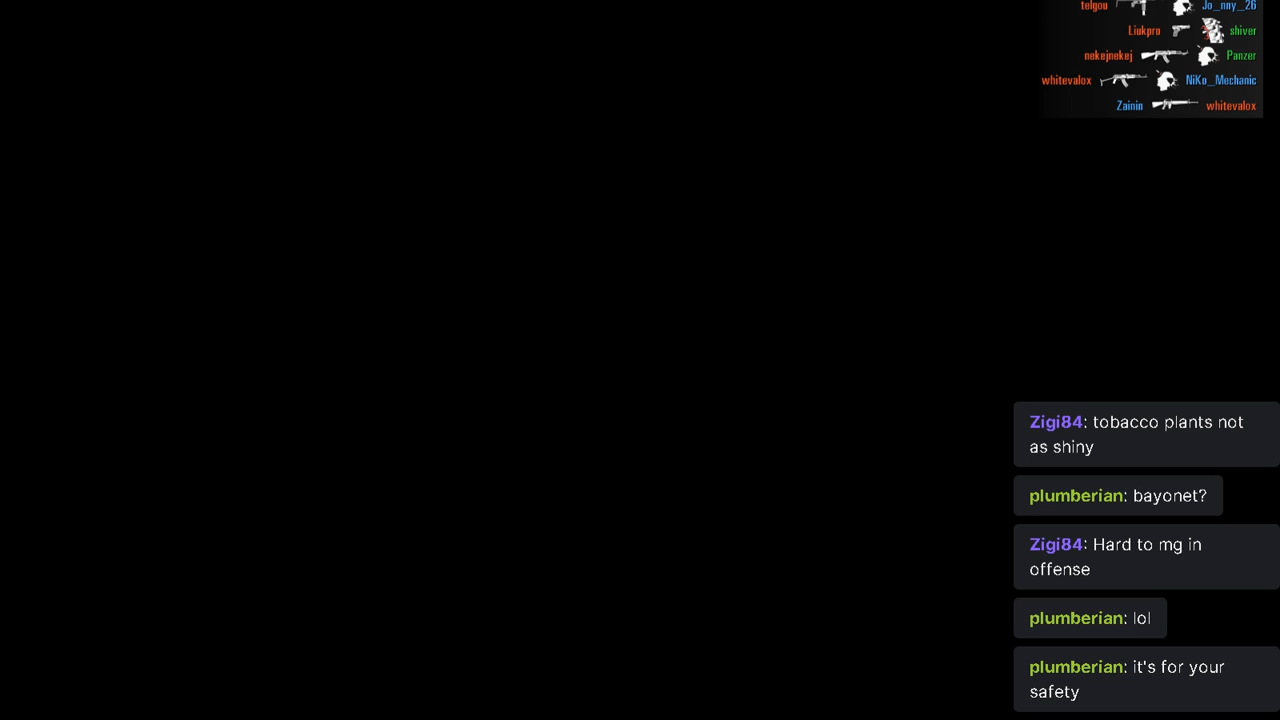 telgou Jo_nny_26
Liukpro shiver
nekejnekej Panzer
whitevalox NiKo_Mechanic
Zainin whitevalox
Zigi84: tobacco plants not
as shiny
plumberian: bayonet?
Zigi84: Hard to mg in
offense
plumberian: lol
plumberian: it's for your
safety